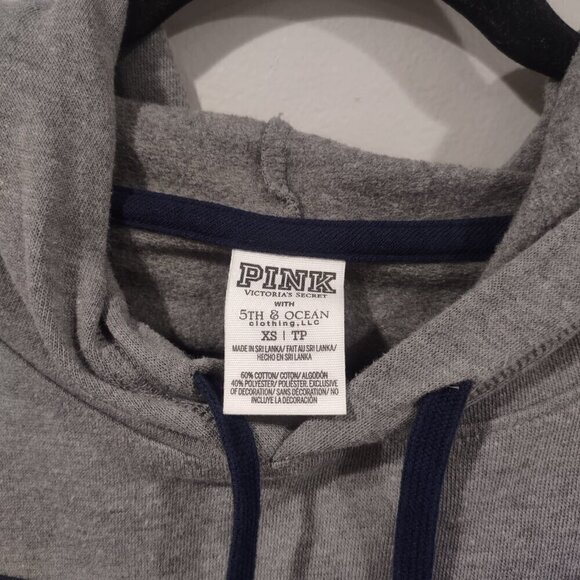 PINK
VICTORIA'S SECRET
WITH
5TH & OCEAN
clothing, LLC
XS | TP
MADE IN SRI LANKA/ FAIT AU SRI LANKA/
HECHO EN SRI LANKA
60% COTTON/ COTON/ ALGODÓN
40% POLYESTER/ POLIÉSTER. EXCLUSIVE
OF DECORATION/ SANS DÉCORATION/ NO
INCLUYE LA DECORACIÓN